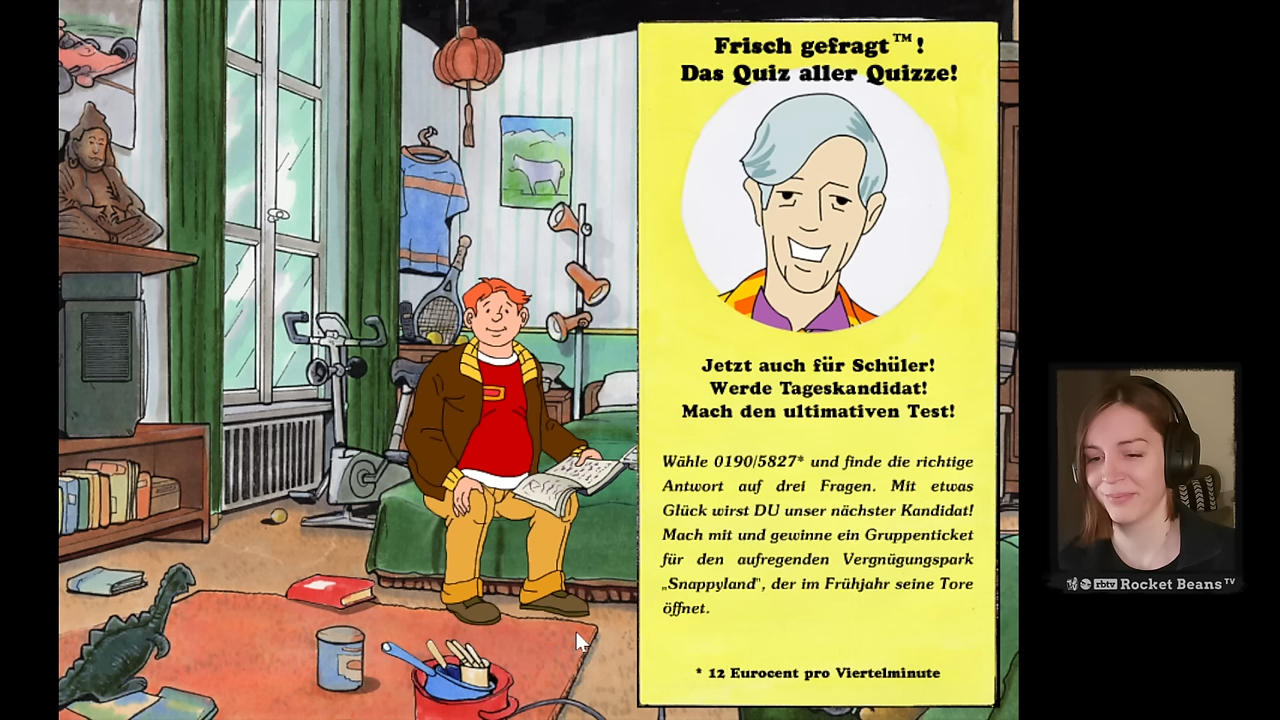 Frisch gefragt™!
Das Quiz aller Quizze!
Jetzt auch für Schüler!
Werde Tageskandidat!
Mach den ultimativen Test!
Wähle 0190/5827* und finde die richtige
Antwort auf drei Fragen. Mit etwas
Glück wirst DU unser nächster Kandidat!
Mach mit und gewinne ein Gruppenticket
für den aufregenden Vergnügungspark
„Snappyland", der im Frühjahr seine Tore
öffnet.
* 12 Eurocent pro Viertelminute
rbtv Rocket Beans TV